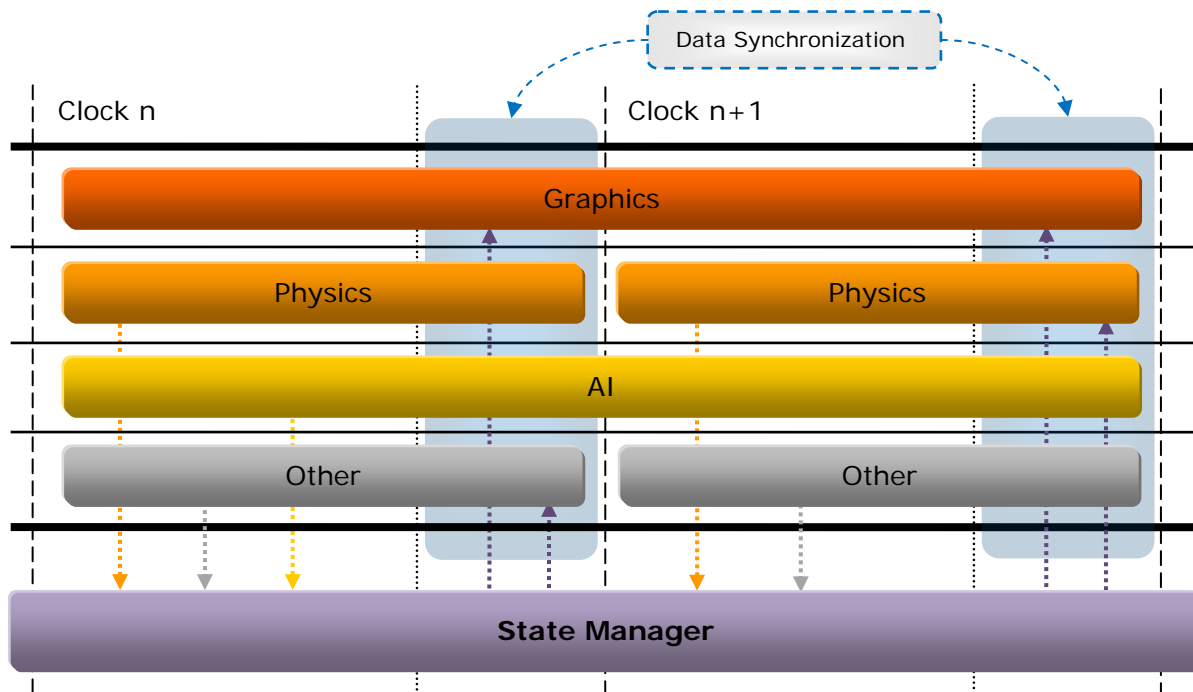 Data Synchronization
Clock n
Clock n+1
Graphics
Physics
Physics
AI
Other
Other
State Manager